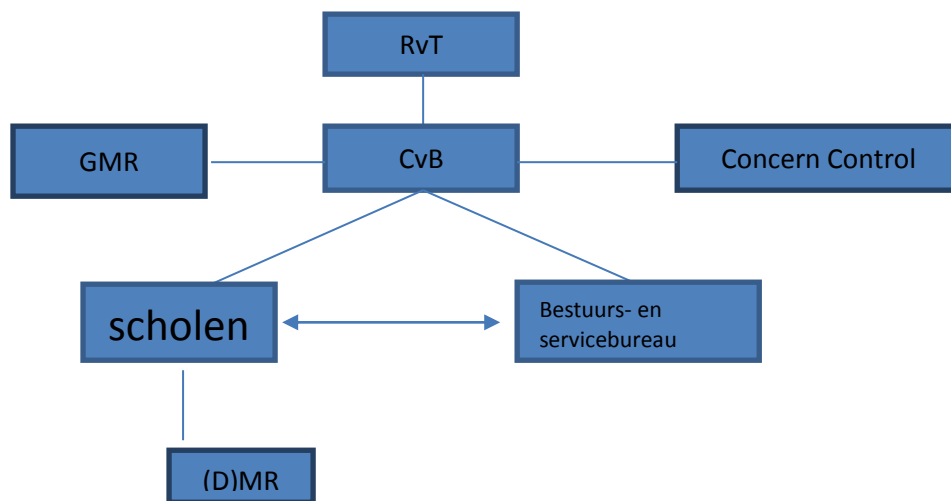 RvT
GMR
CvB
Concern Control
scholen
Bestuurs- en
servicebureau
(D)MR